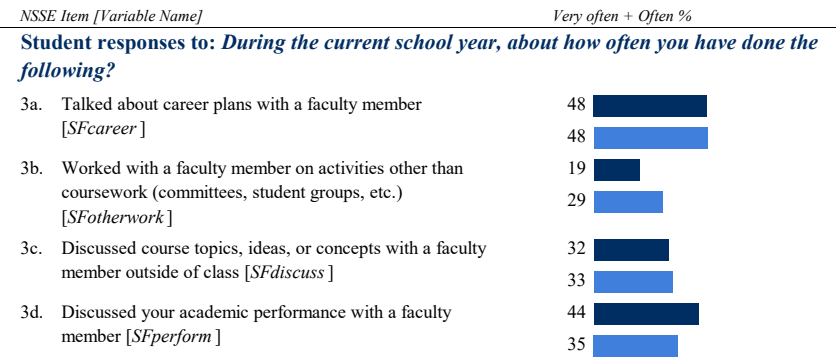 NSSE Item [Variable Name] Very often + Often %
Student responses to: During the current school year, about how often you have done the
following?
3a. Talked about career plans with a faculty member 48
[SFcareer ] 48
3b. Worked with a faculty member on activities other than 19
coursework (committees, student groups, etc.) 29
[SFotherwork ]
3c. Discussed course topics, ideas, or concepts with a faculty 32
member outside of class [SFdiscuss ] 33
3d. Discussed your academic performance with a faculty 44
member [SFperform ] 35